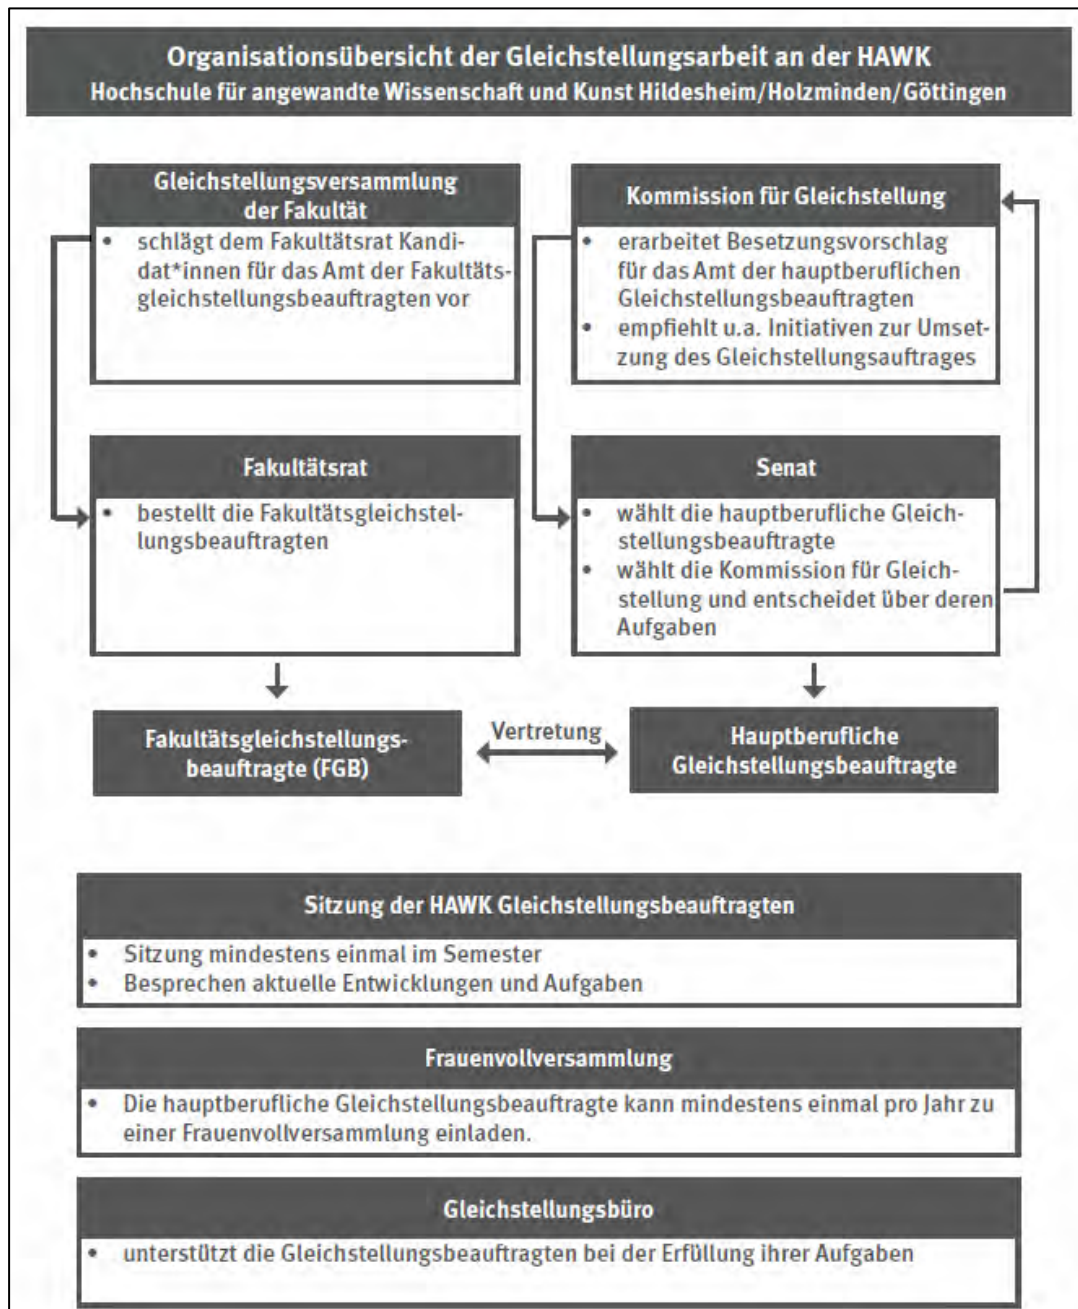 Organisationsübersicht der Gleichstellungsarbeit an der HAWK
Hochschule für angewandte Wissenschaft und Kunst Hildesheim/Holzminden/Göttingen
Gleichstellungsversammlung
der Fakultät
• schlägt dem Fakultätsrat Kandi-
dat*innen für das Amt der Fakultäts-
gleichstellungsbeauftragten vor
Kommission für Gleichstellung
• erarbeitet Besetzungsvorschlag
für das Amt der hauptberuflichen
Gleichstellungsbeauftragten
• empfiehlt u.a. Initiativen zur Umset-
zung des Gleichstellungsauftrages
Fakultätsrat
• bestellt die Fakultätsgleichstel-
lungsbeauftragten
Senat
• wählt die hauptberufliche Gleich-
stellungsbeauftragte
• wählt die Kommission für Gleich-
stellung und entscheidet über deren
Aufgaben
Fakultätsgleichstellungs-
beauftragte (FGB)
Vertretung
Hauptberufliche
Gleichstellungsbeauftragte
Sitzung der HAWK Gleichstellungsbeauftragten
• Sitzung mindestens einmal im Semester
• Besprechen aktuelle Entwicklungen und Aufgaben
Frauenvollversammlung
• Die hauptberufliche Gleichstellungsbeauftragte kann mindestens einmal pro Jahr zu
einer Frauenvollversammlung einladen.
Gleichstellungsbüro
• unterstützt die Gleichstellungsbeauftragten bei der Erfüllung ihrer Aufgaben